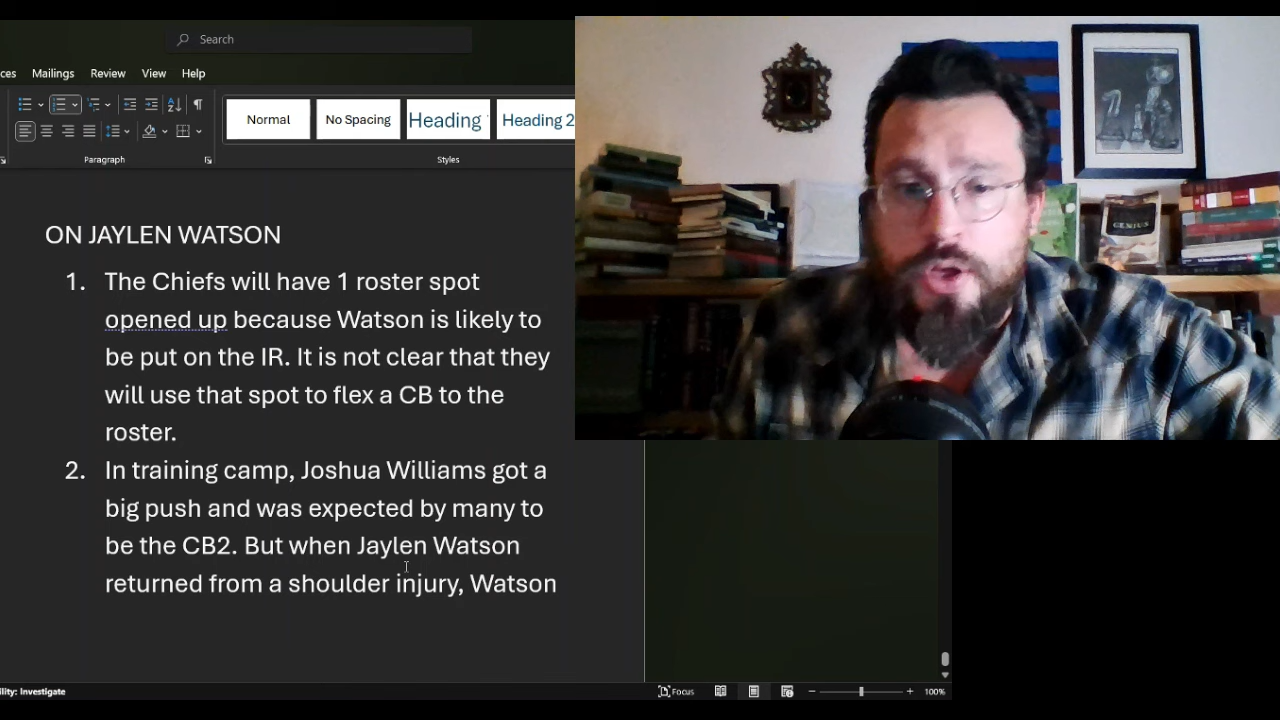 Search
ces Mailings Review View Help
Normal No Spacing Heading Heading 2
Paragraph Styles
ON JAYLEN WATSON
1. The Chiefs will have 1 roster spot
opened up because Watson is likely to
be put on the IR. It is not clear that they
will use that spot to flex a CB to the
roster.
2. In training camp, Joshua Williams got a
big push and was expected by many to
be the CB2. But when Jaylen Watson
returned from a shoulder injury, Watson
GENIUS
lity: Investigate Focus 100%